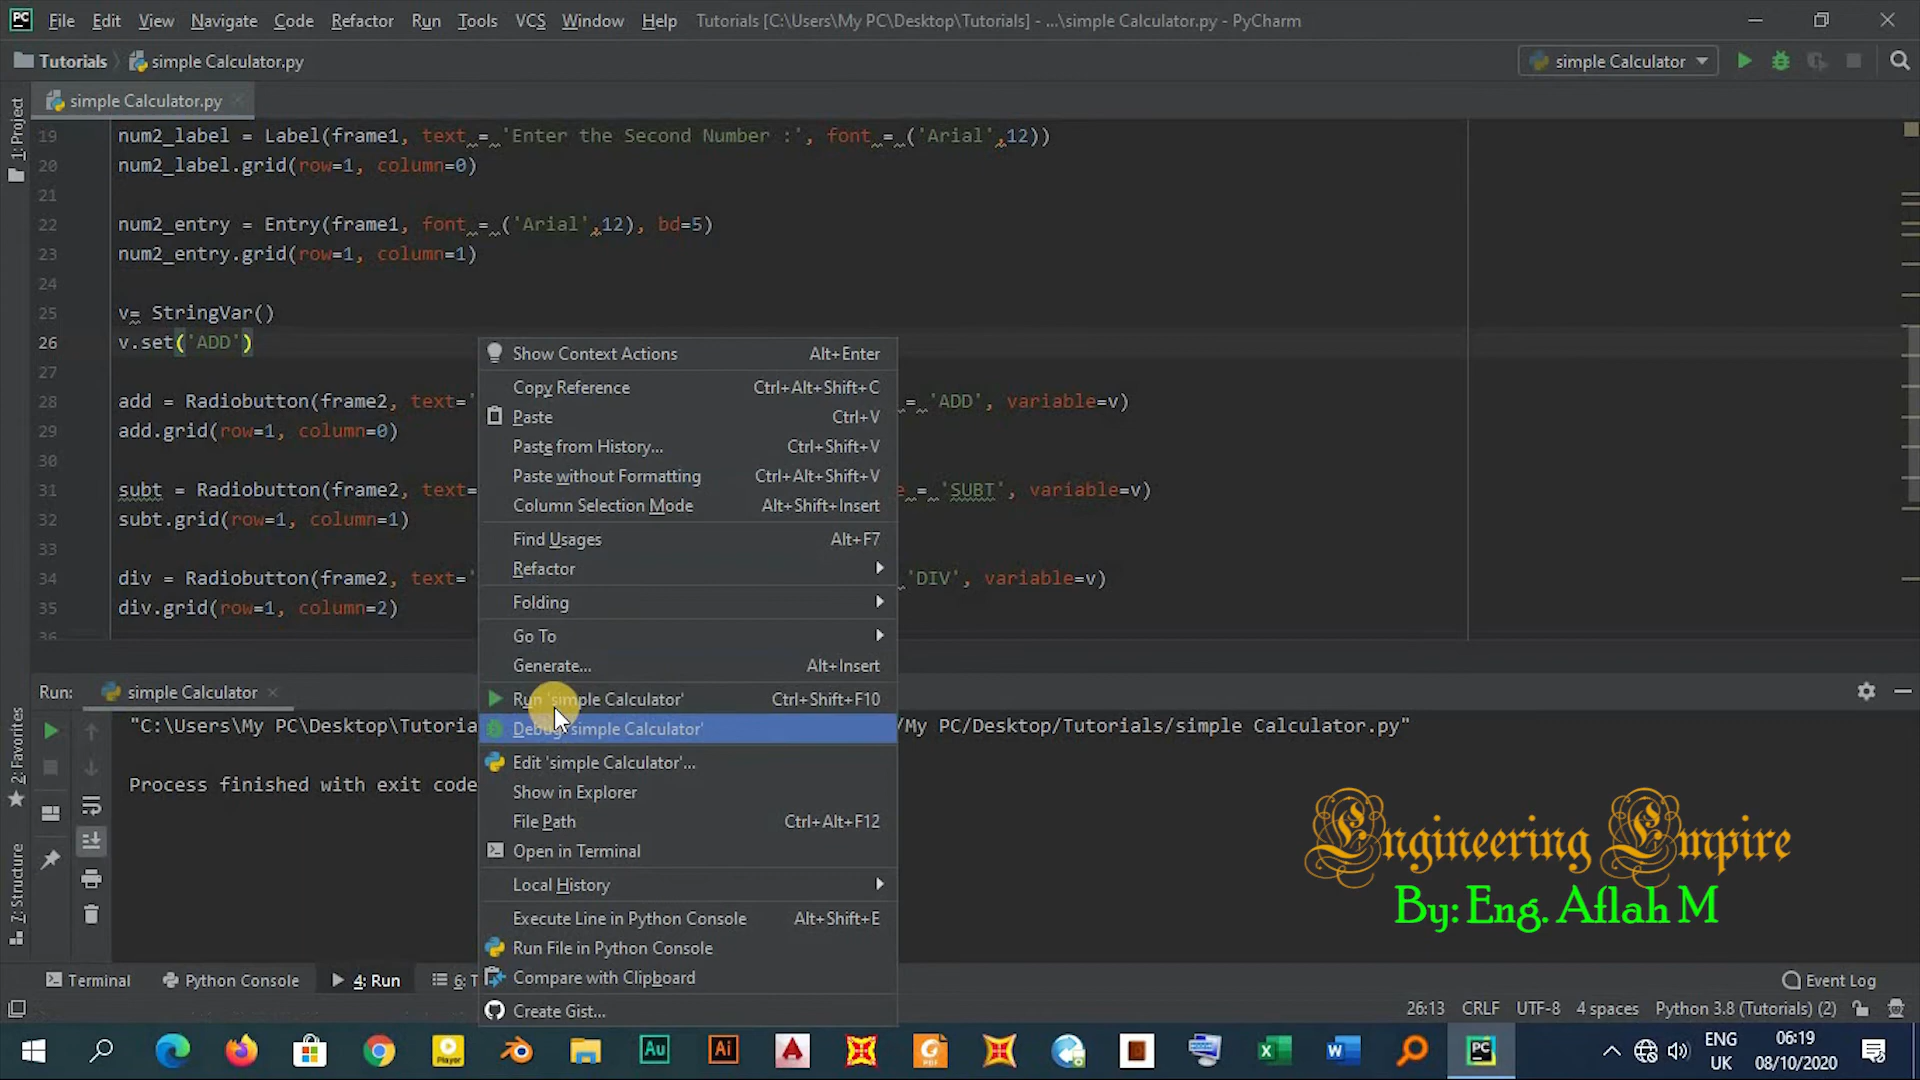 File Edit View Navigate Code Refactor Run Tools VCS Window Help Tutorials [C:\Users\My PC\Desktop\Tutorials] - ...\simple Calculator.py - PyCharm
Tutorials simple Calculator.py simple Calculator
simple Calculator.py
1: Project
19 num2_label = Label(frame1, text = 'Enter the Second Number :', font = ('Arial',12))
20 num2_label.grid(row=1, column=0)
21
22 num2_entry = Entry(frame1, font = ('Arial',12), bd=5)
23 num2_entry.grid(row=1, column=1)
24
25 v= StringVar()
26 v.set('ADD')
27
28 add = Radiobutton(frame2, text=' = 'ADD', variable=v)
29 add.grid(row=1, column=0)
30
31 subt = Radiobutton(frame2, text= = 'SUBT', variable=v)
32 subt.grid(row=1, column=1)
33
34 div = Radiobutton(frame2, text=' 'DIV', variable=v)
35 div.grid(row=1, column=2)
36
Show Context Actions Alt+Enter
Copy Reference Ctrl+Alt+Shift+C
Paste Ctrl+V
Paste from History... Ctrl+Shift+V
Paste without Formatting Ctrl+Alt+Shift+V
Column Selection Mode Alt+Shift+Insert
Find Usages Alt+F7
Refactor
Folding
Go To
Generate... Alt+Insert
Run 'simple Calculator' Ctrl+Shift+F10
Debug 'simple Calculator'
Edit 'simple Calculator'...
Show in Explorer
File Path Ctrl+Alt+F12
Open in Terminal
Local History
Execute Line in Python Console Alt+Shift+E
Run File in Python Console
Compare with Clipboard
Create Gist...
Run: simple Calculator
"C:\Users\My PC\Desktop\Tutoria /My PC/Desktop/Tutorials/simple Calculator.py"
Process finished with exit code
2: Favorites
7: Structure
Engineering Empire
By: Eng. Aflah M
Terminal Python Console 4: Run 6: T Event Log
26:13 CRLF UTF-8 4 spaces Python 3.8 (Tutorials) (2)
ENG 06:19
UK 08/10/2020